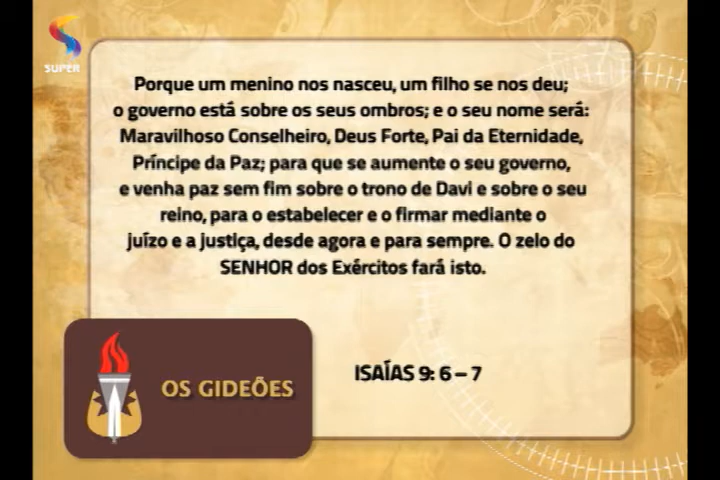 SUPER
Porque um menino nos nasceu, um filho se nos deu;
o governo está sobre os seus ombros; e o seu nome será:
Maravilhoso Conselheiro, Deus Forte, Pai da Eternidade,
Príncipe da Paz; para que se aumente o seu governo,
e venha paz sem fim sobre o trono de Davi e sobre o seu
reino, para o estabelecer e o firmar mediante o
juízo e a justiça, desde agora e para sempre. O zelo do
SENHOR dos Exércitos fará isto.
ISAÍAS 9: 6 – 7
OS GIDEÕES